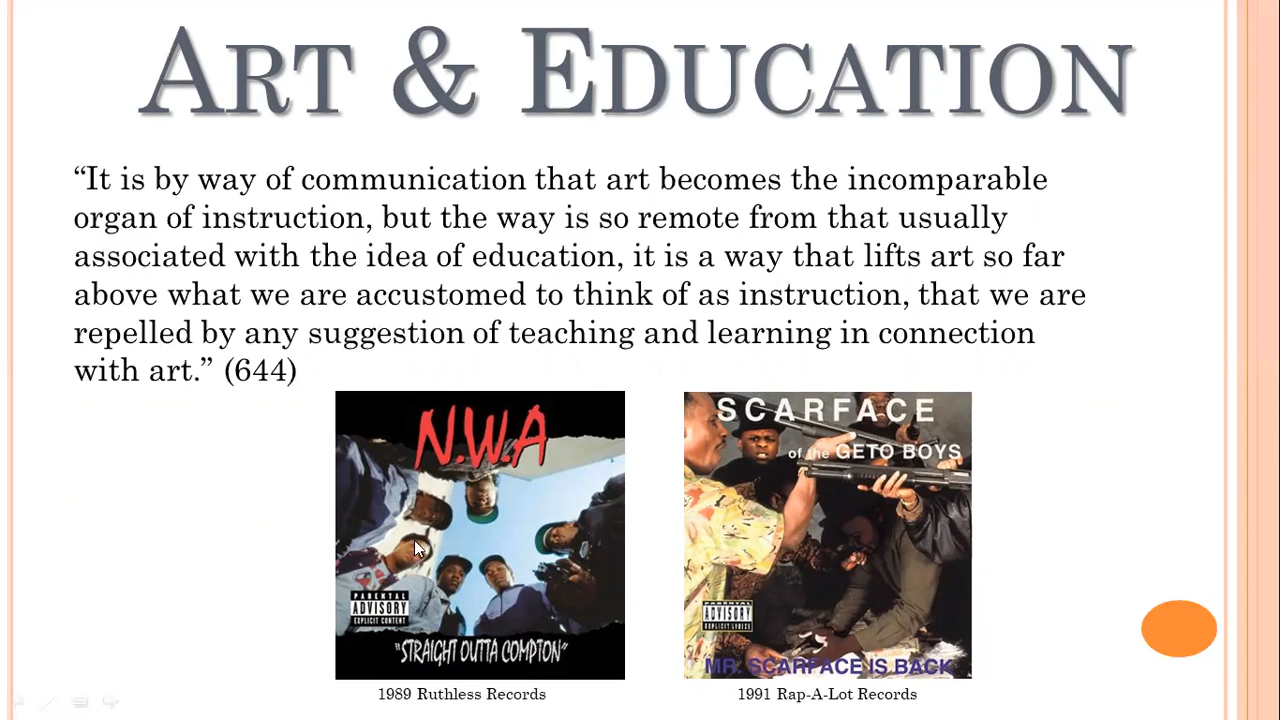 ART & EDUCATION
“It is by way of communication that art becomes the incomparable
organ of instruction, but the way is so remote from that usually
associated with the idea of education, it is a way that lifts art so far
above what we are accustomed to think of as instruction, that we are
repelled by any suggestion of teaching and learning in connection
with art.” (644)
N.W.A
PARENTAL
ADVISORY
EXPLICIT CONTENT
"STRAIGHT OUTTA COMPTON"
1989 Ruthless Records
SCARFACE
of the GETO BOYS
PARENTAL
ADVISORY
EXPLICIT LYRICS
MR. SCARFACE IS BACK
1991 Rap-A-Lot Records